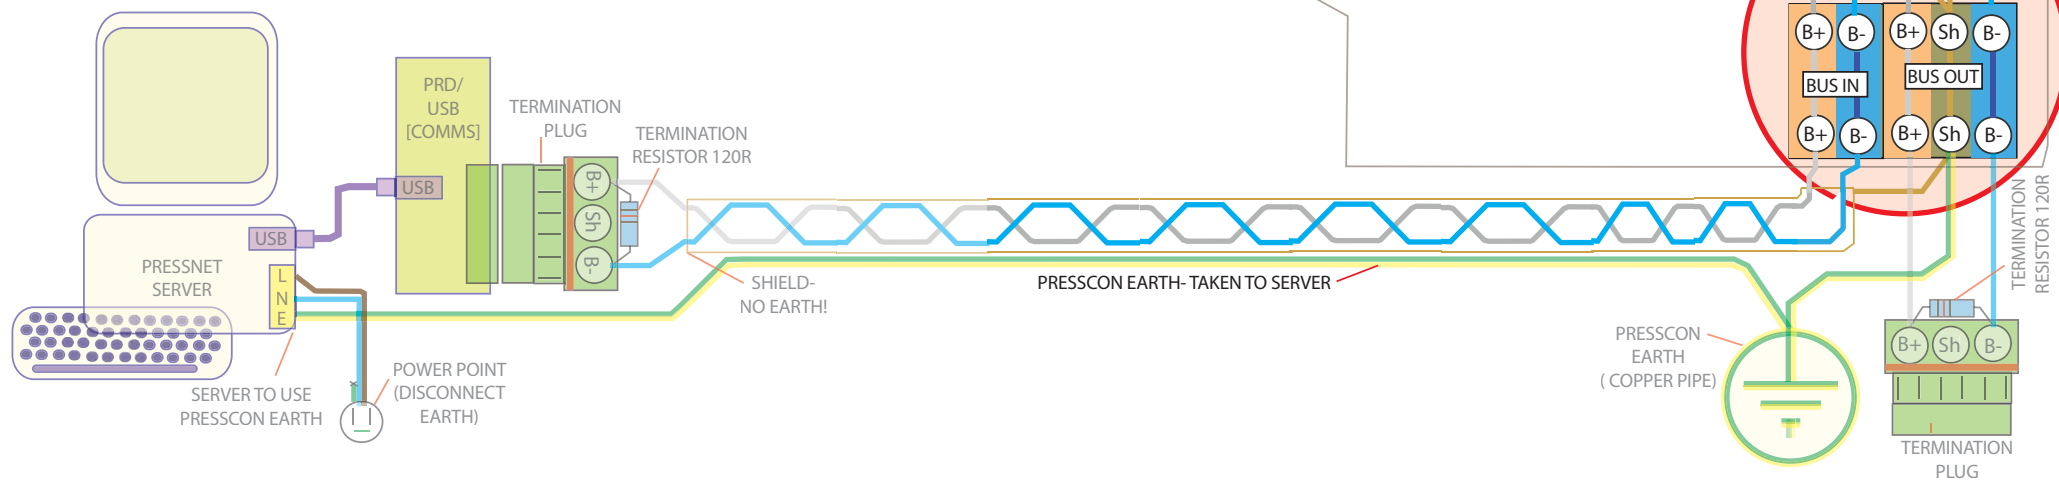 PRD/
USB
[COMMS]
USB
TERMINATION
PLUG
TERMINATION
RESISTOR 120R
B+
Sh
B-
USB
PRESSNET
SERVER
L
N
E
SERVER TO USE
PRESSCON EARTH
POWER POINT
(DISCONNECT
EARTH)
SHIELD-
NO EARTH!
PRESSCON EARTH- TAKEN TO SERVER
B+ B- B+ Sh B-
BUS IN BUS OUT
B+ B- B+ Sh B-
TERMINATION
RESISTOR 120R
PRESSCON
EARTH
( COPPER PIPE)
B+ Sh B-
TERMINATION
PLUG